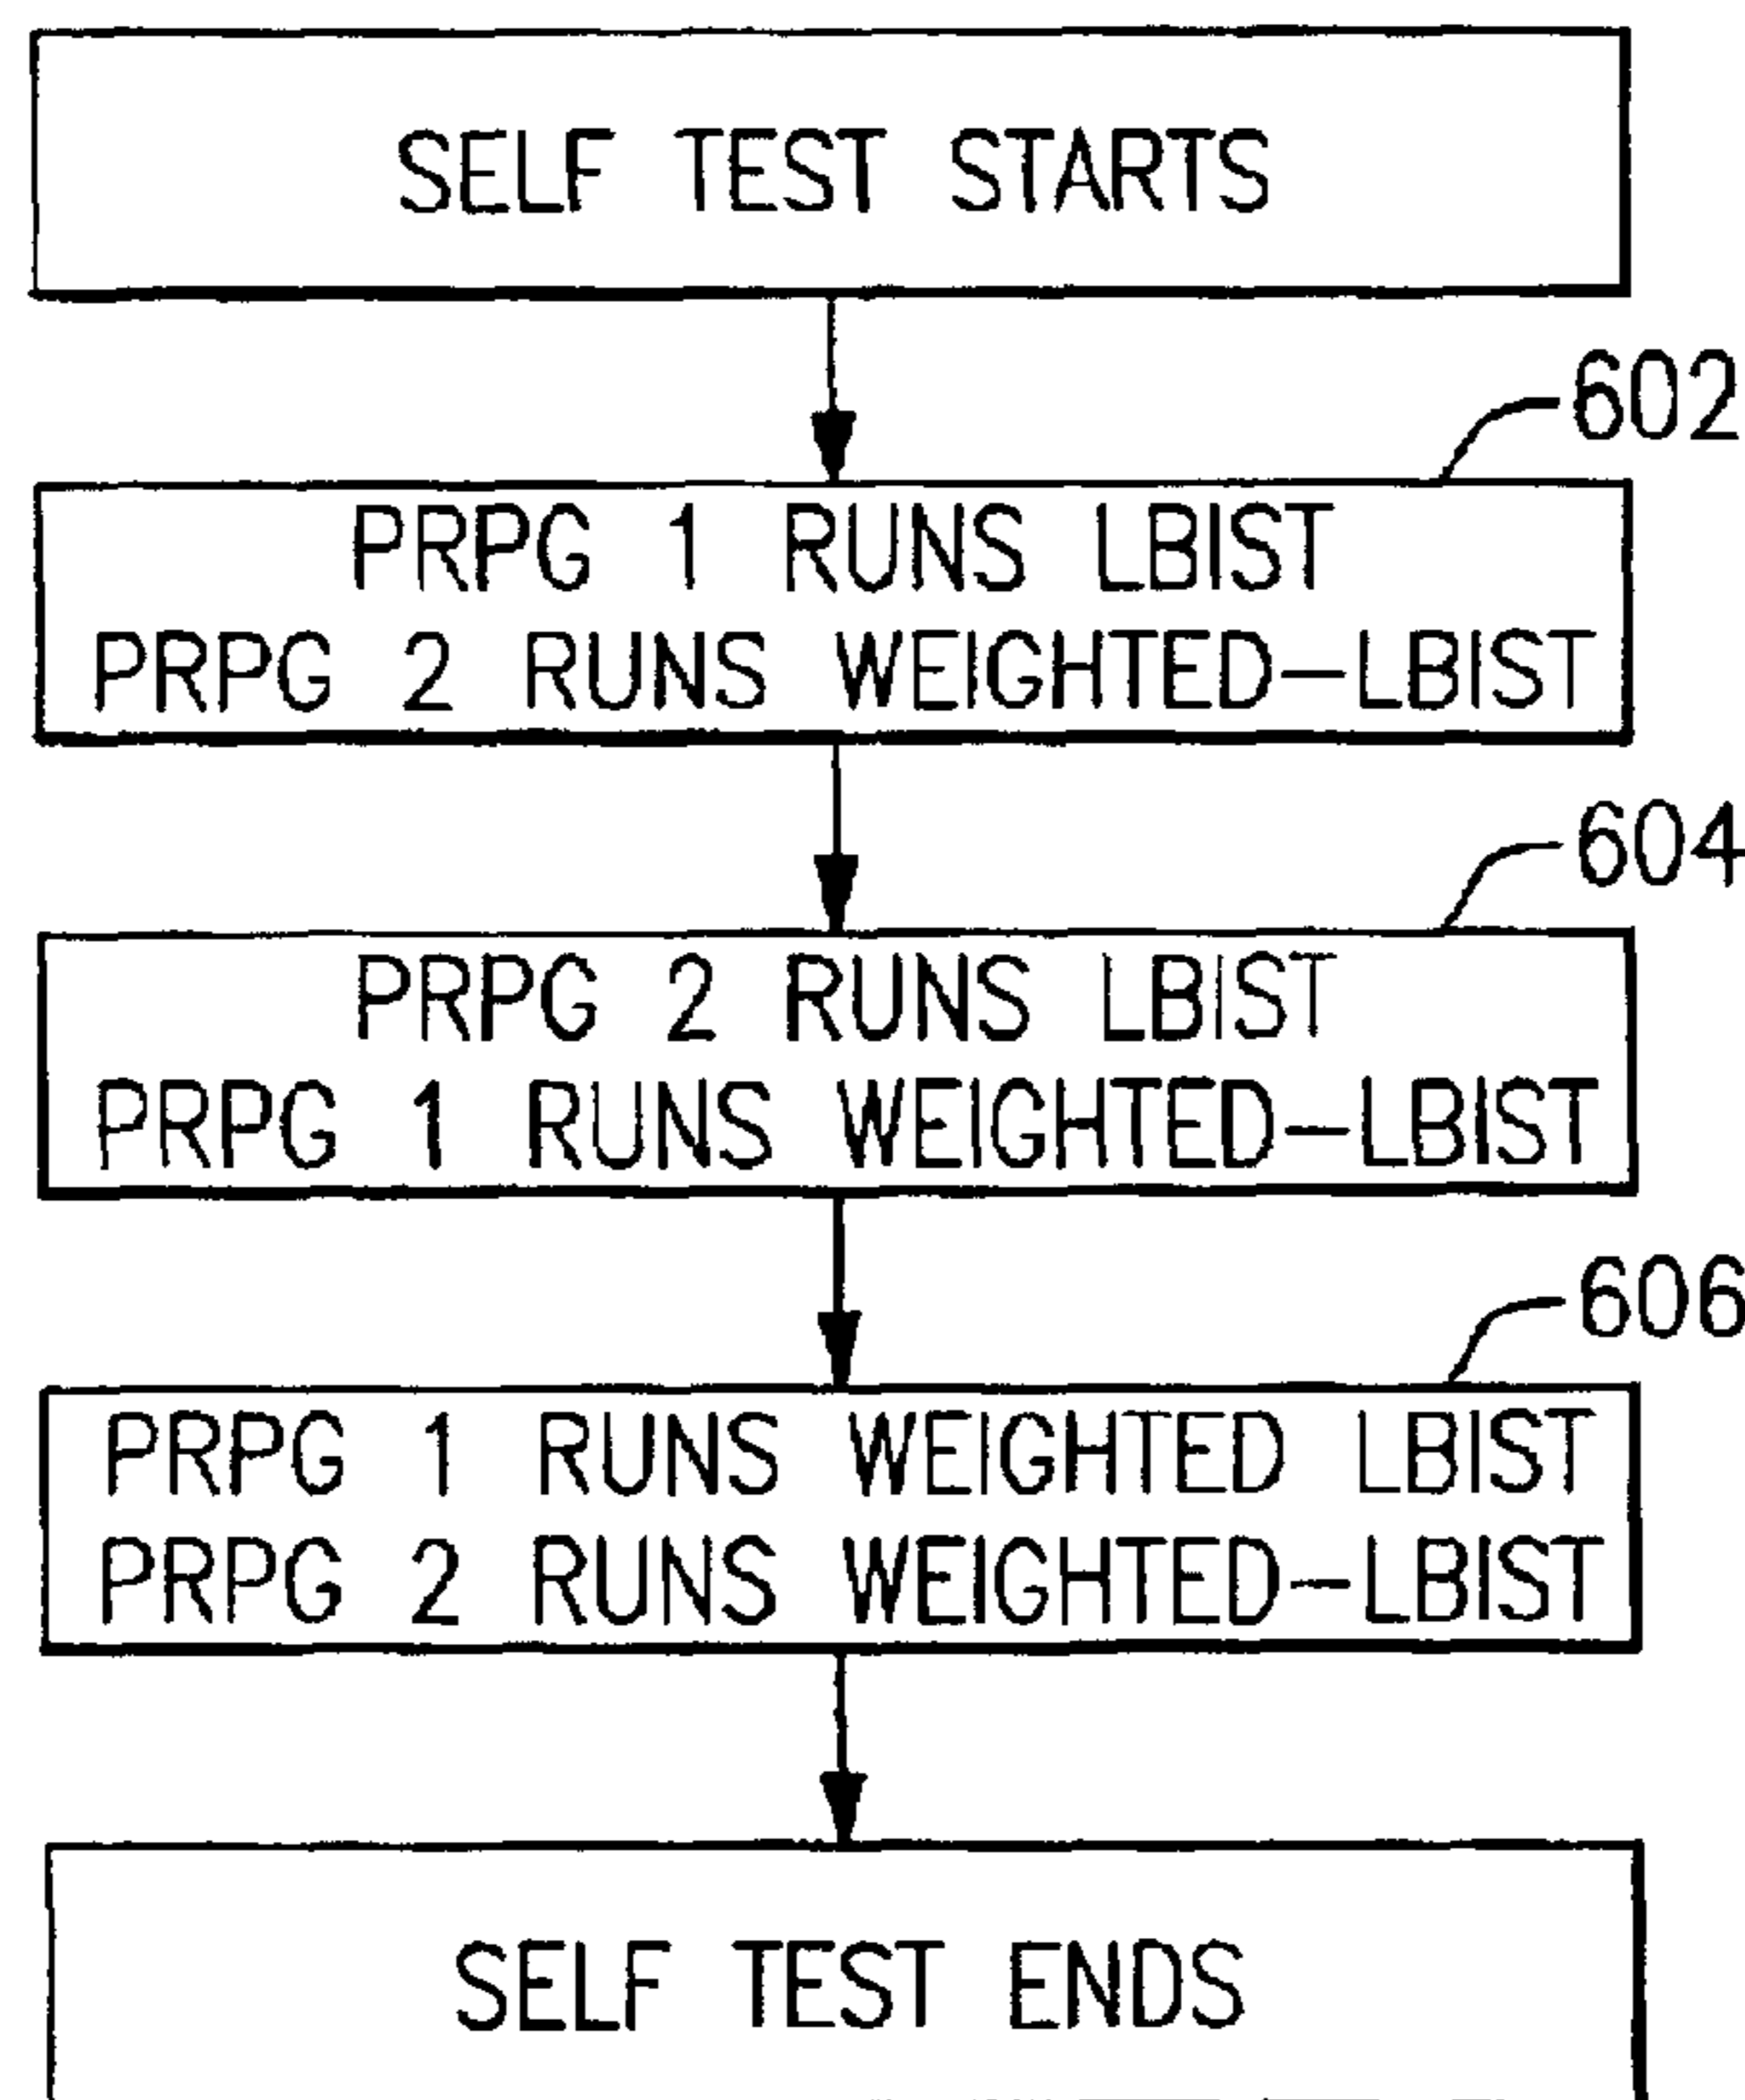 SELF TEST STARTS
602
PRPG 1 RUNS LBIST
PRPG 2 RUNS WEIGHTED-LBIST
604
PRPG 2 RUNS LBIST
PRPG 1 RUNS WEIGHTED-LBIST
606
PRPG 1 RUNS WEIGHTED LBIST
PRPG 2 RUNS WEIGHTED-LBIST
SELF TEST ENDS